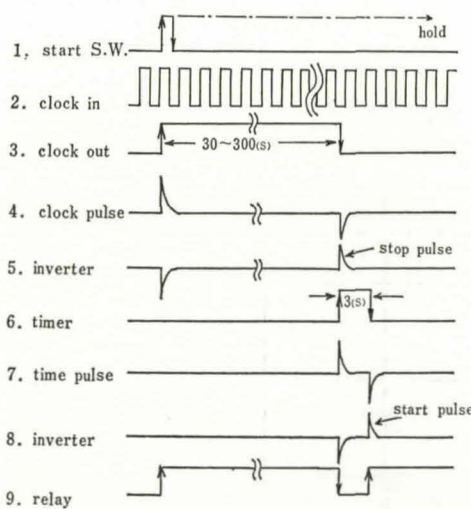 hold
1, start S.W.
2. clock in
3. clock out
30~300(S)
4. clock pulse
stop pulse
5. inverter
3(S)
6. timer
7. time pulse
start pulse
8. inverter
9. relay